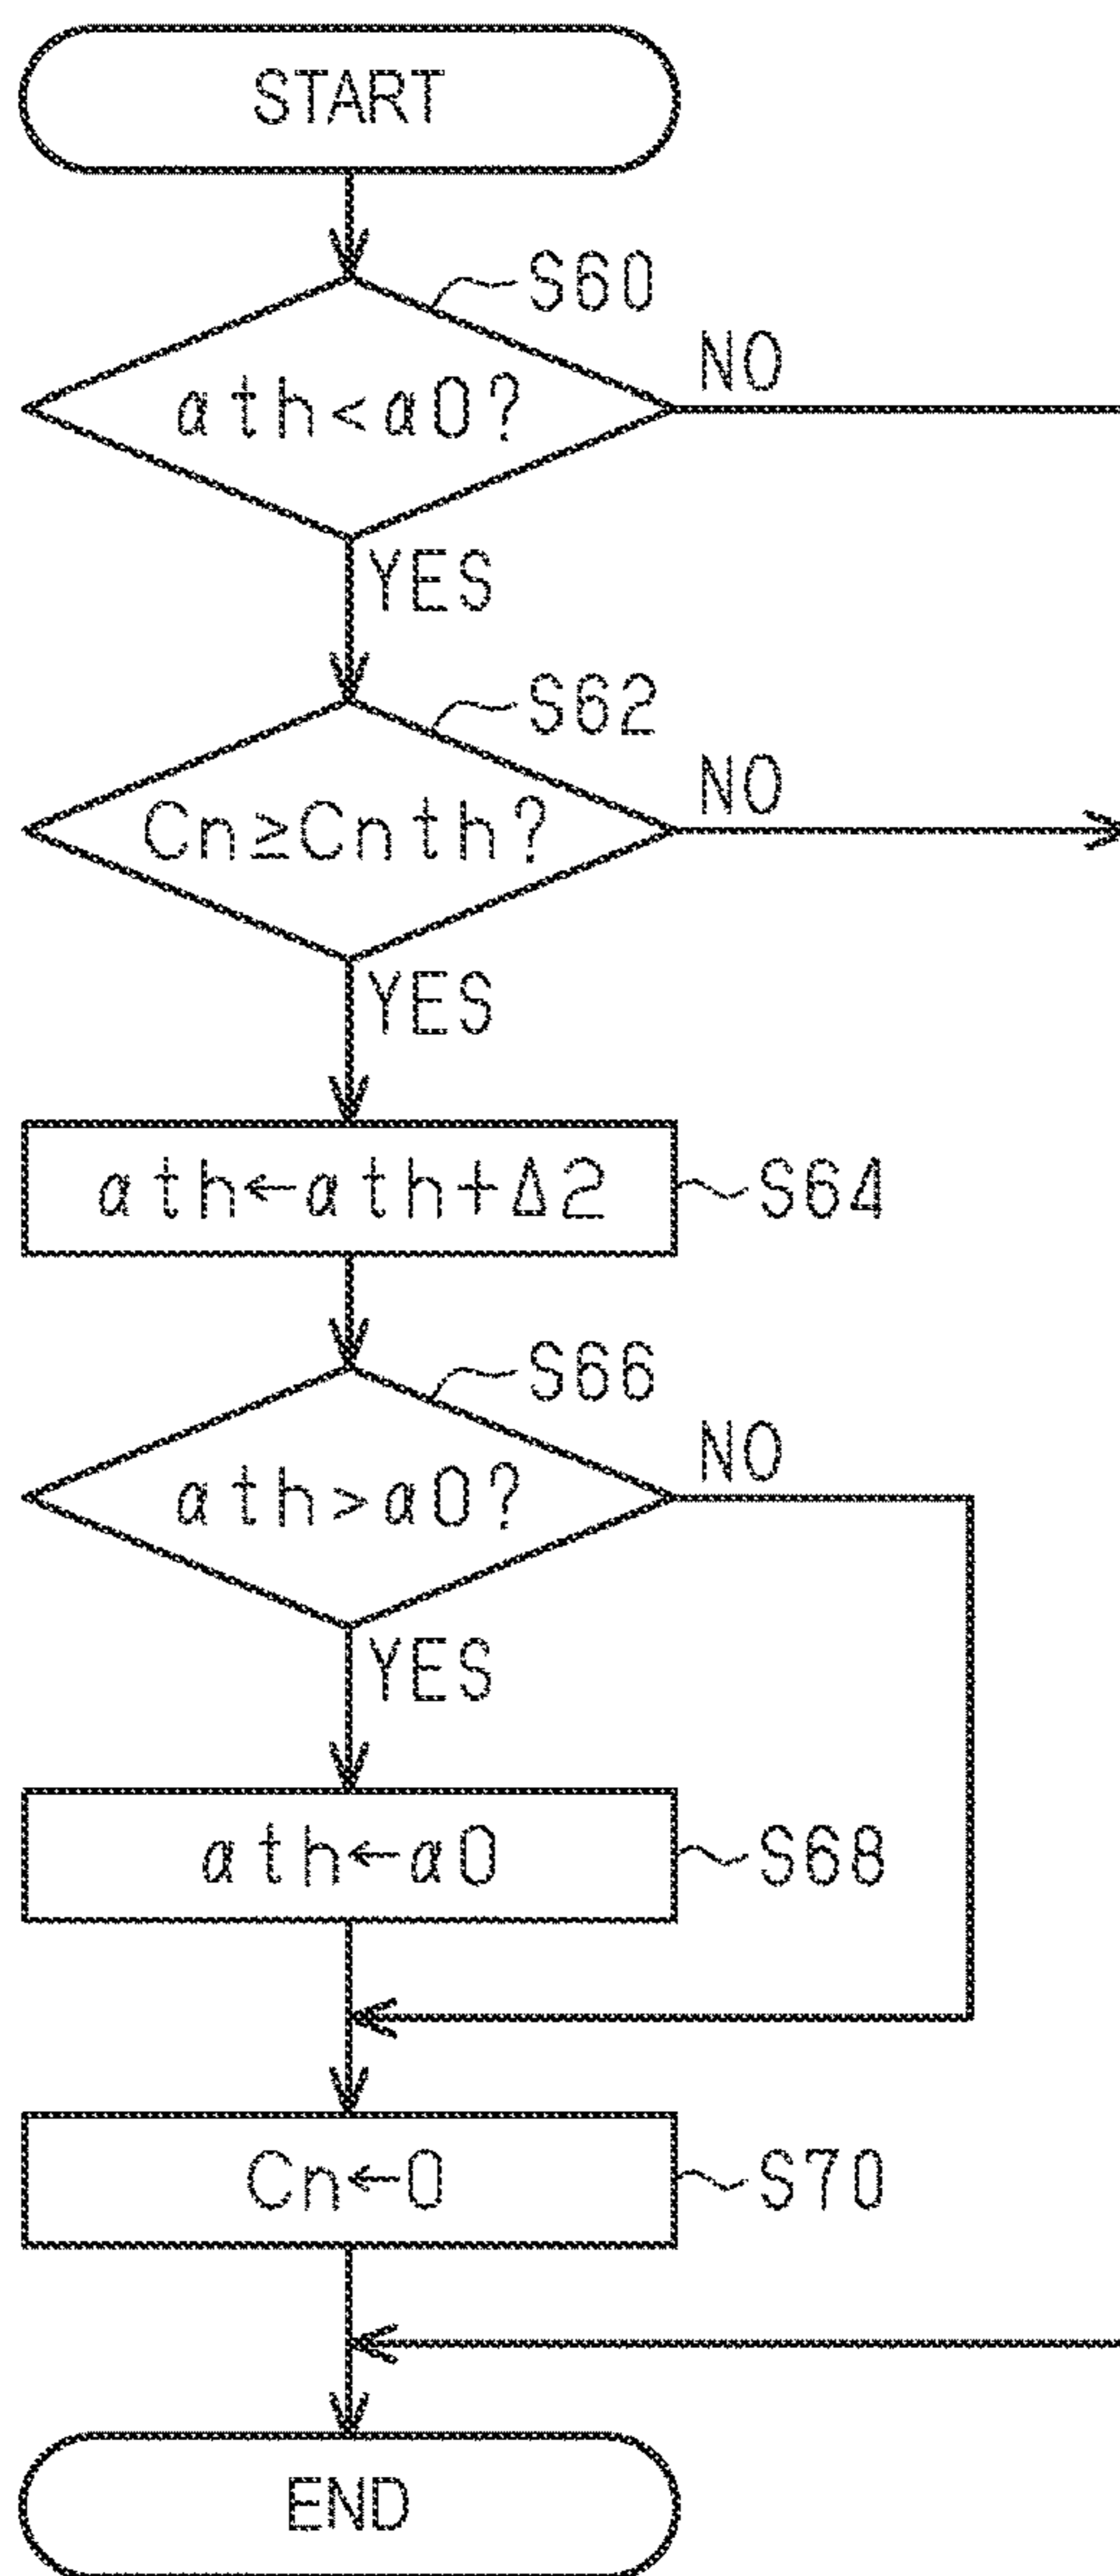 START
S60
αth<α0?
NO
YES
S62
Cn≥Cnth?
NO
YES
αth←αth+Δ2
S64
S66
αth>α0?
NO
YES
αth←α0
S68
Cn←0
S70
END